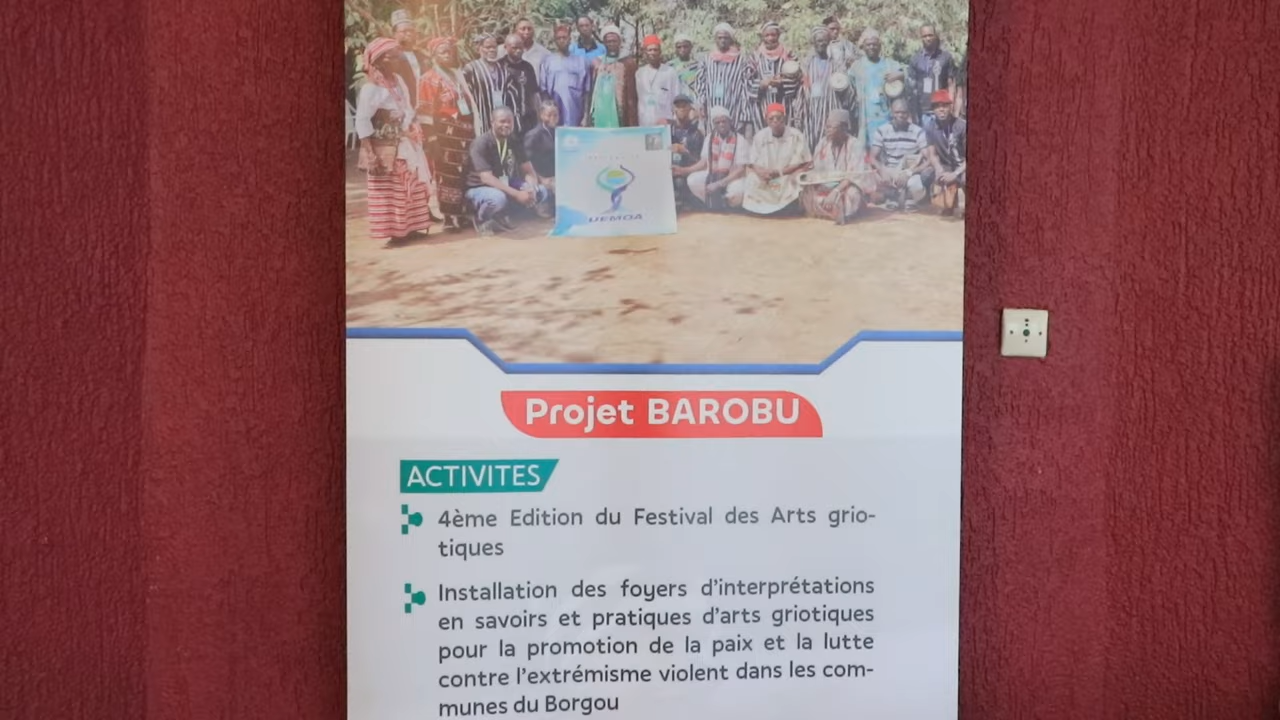 UEMOA
Projet BAROBU
ACTIVITES
4ème Edition du Festival des Arts grio-
tiques
Installation des foyers d'interprétations
en savoirs et pratiques d'arts griotiques
pour la promotion de la paix et la lutte
contre l'extrémisme violent dans les com-
munes du Borgou